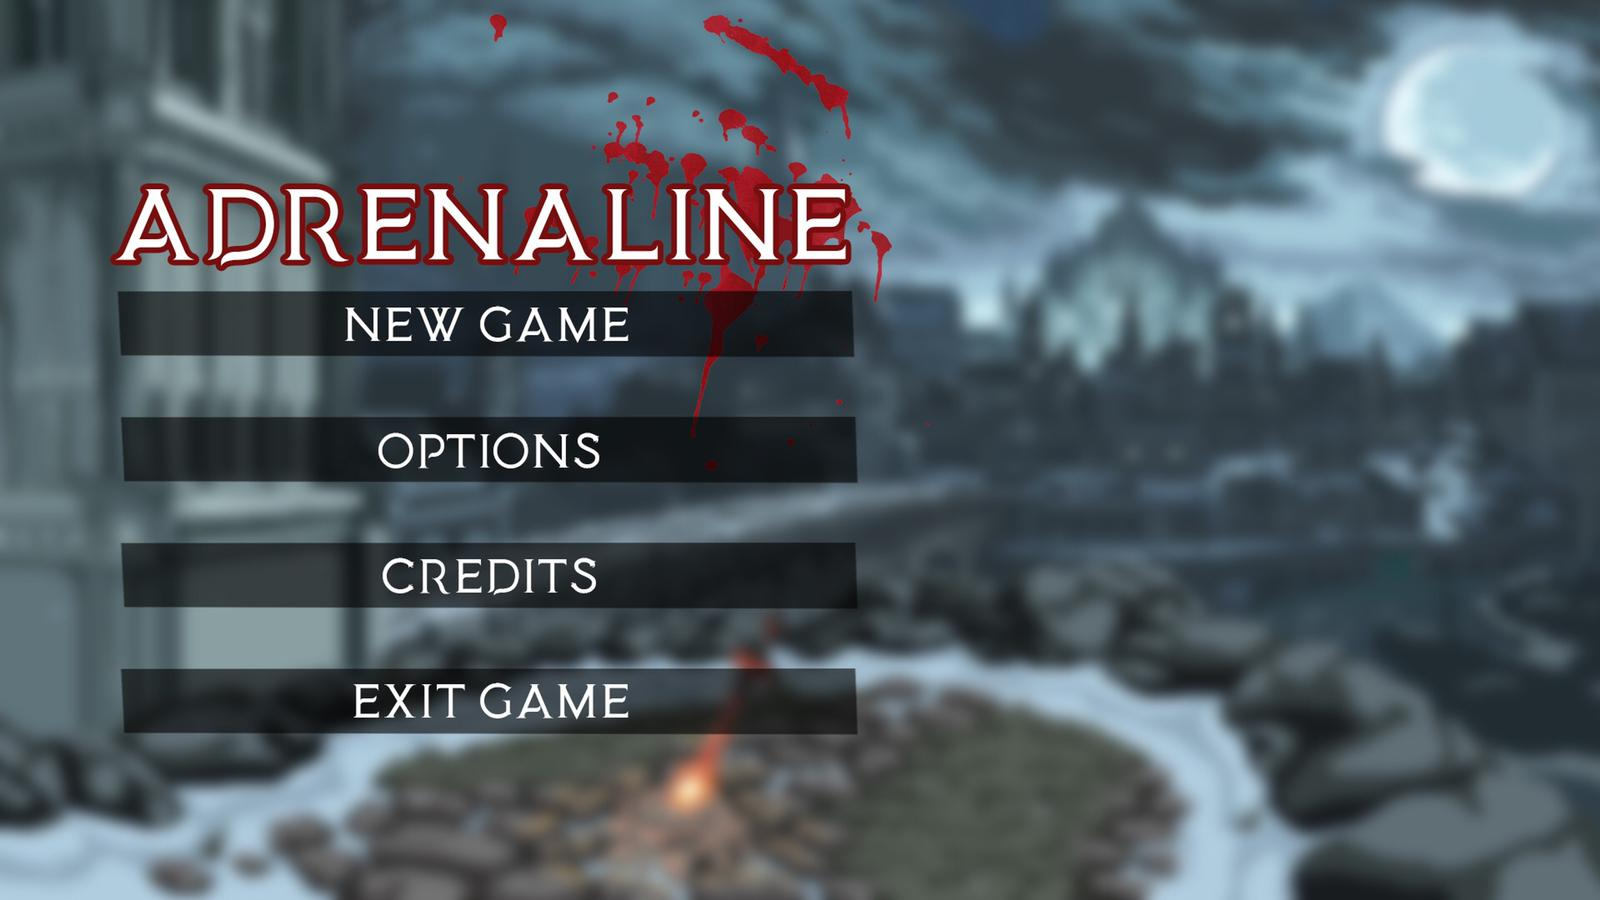 ADRENALINE
NEW GAME
OPTIONS
CREDITS
EXIT GAME